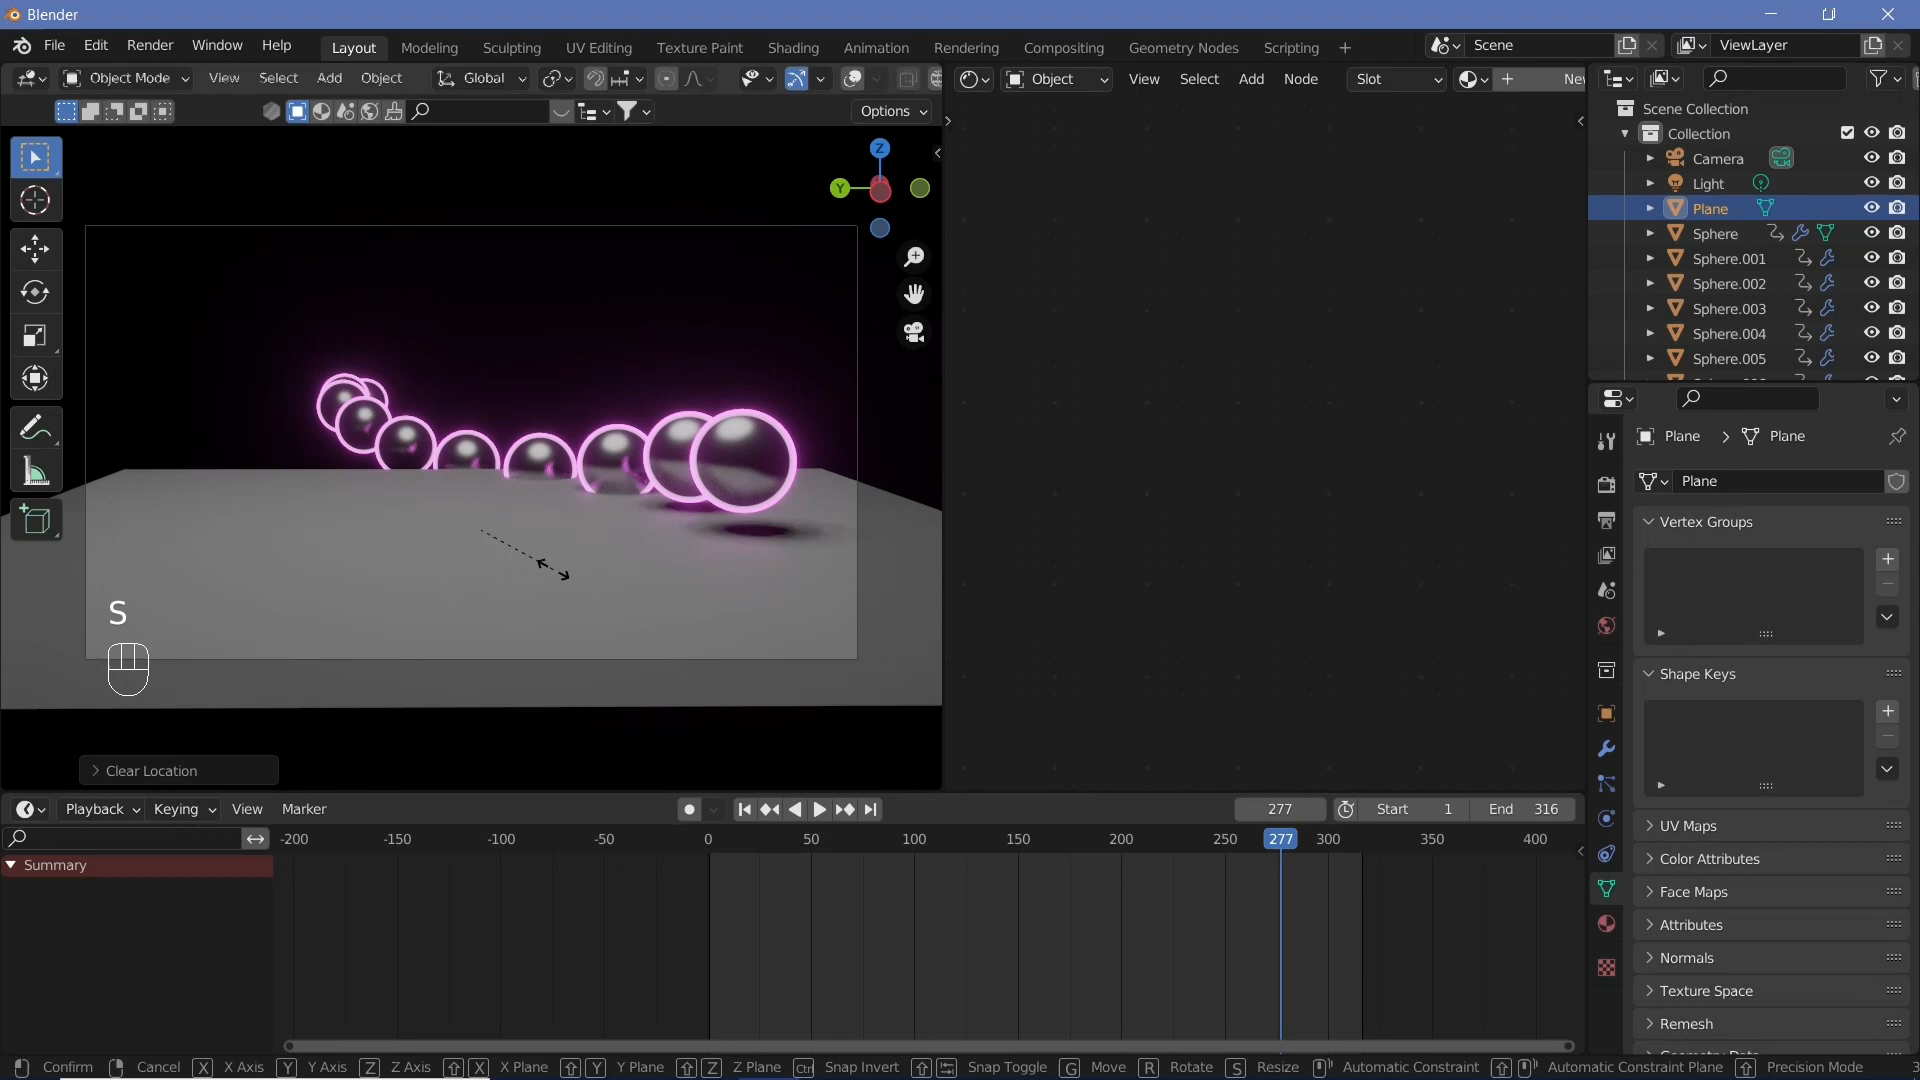 Blender
File Edit Render Window Help Layout Modeling Sculpting UV Editing Texture Paint Shading Animation Rendering Compositing Geometry Nodes Scripting + Scene ViewLayer
Object Mode View Select Add Object Global Object View Select Add Node Slot
Options
Scene Collection
Collection
Camera
Light
Plane
Sphere
Sphere.001
Sphere.002
Sphere.003
Sphere.004
Sphere.005
Z
Y
Plane > Plane
Plane
Vertex Groups
Shape Keys
UV Maps
Color Attributes
Face Maps
Attributes
Normals
Texture Space
Remesh
S
Clear Location
Playback Keying View Marker 277 Start 1 End 316
-200 -150 -100 -50 0 50 100 150 200 250 277 300 350 400
Summary
Confirm Cancel X X Axis Y Y Axis Z Z Axis X X Plane Y Y Plane Z Z Plane Ctrl Snap Invert Snap Toggle G Move R Rotate S Resize Automatic Constraint Automatic Constraint Plane Precision Mode